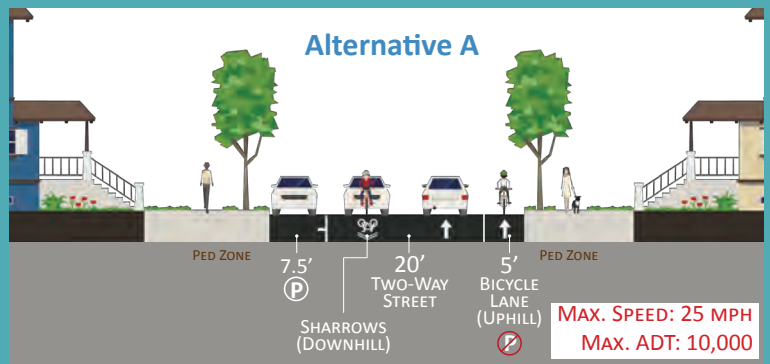 Alternative A
PED ZONE
7.5’
P
SHARROWS
(DOWNHILL)
20’
TWO-WAY
STREET
5’
BICYCLE
LANE
(UPHILL)
P
PED ZONE
MAX. SPEED: 25 MPH
MAX. ADT: 10,000